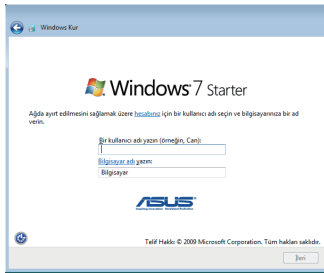 Windows Kur
Windows 7 Starter
Ağda ayırt edilmesini sağlamak üzere hesabınız için bir kullanıcı adı seçin ve bilgisayarınıza bir ad
verin.
Bir kullanıcı adı yazın (örneğin, Can):
Bilgisayar adı yazın:
Bilgisayar
ASUS
Telif Hakkı © 2009 Microsoft Corporation. Tüm hakları saklıdır.
İleri